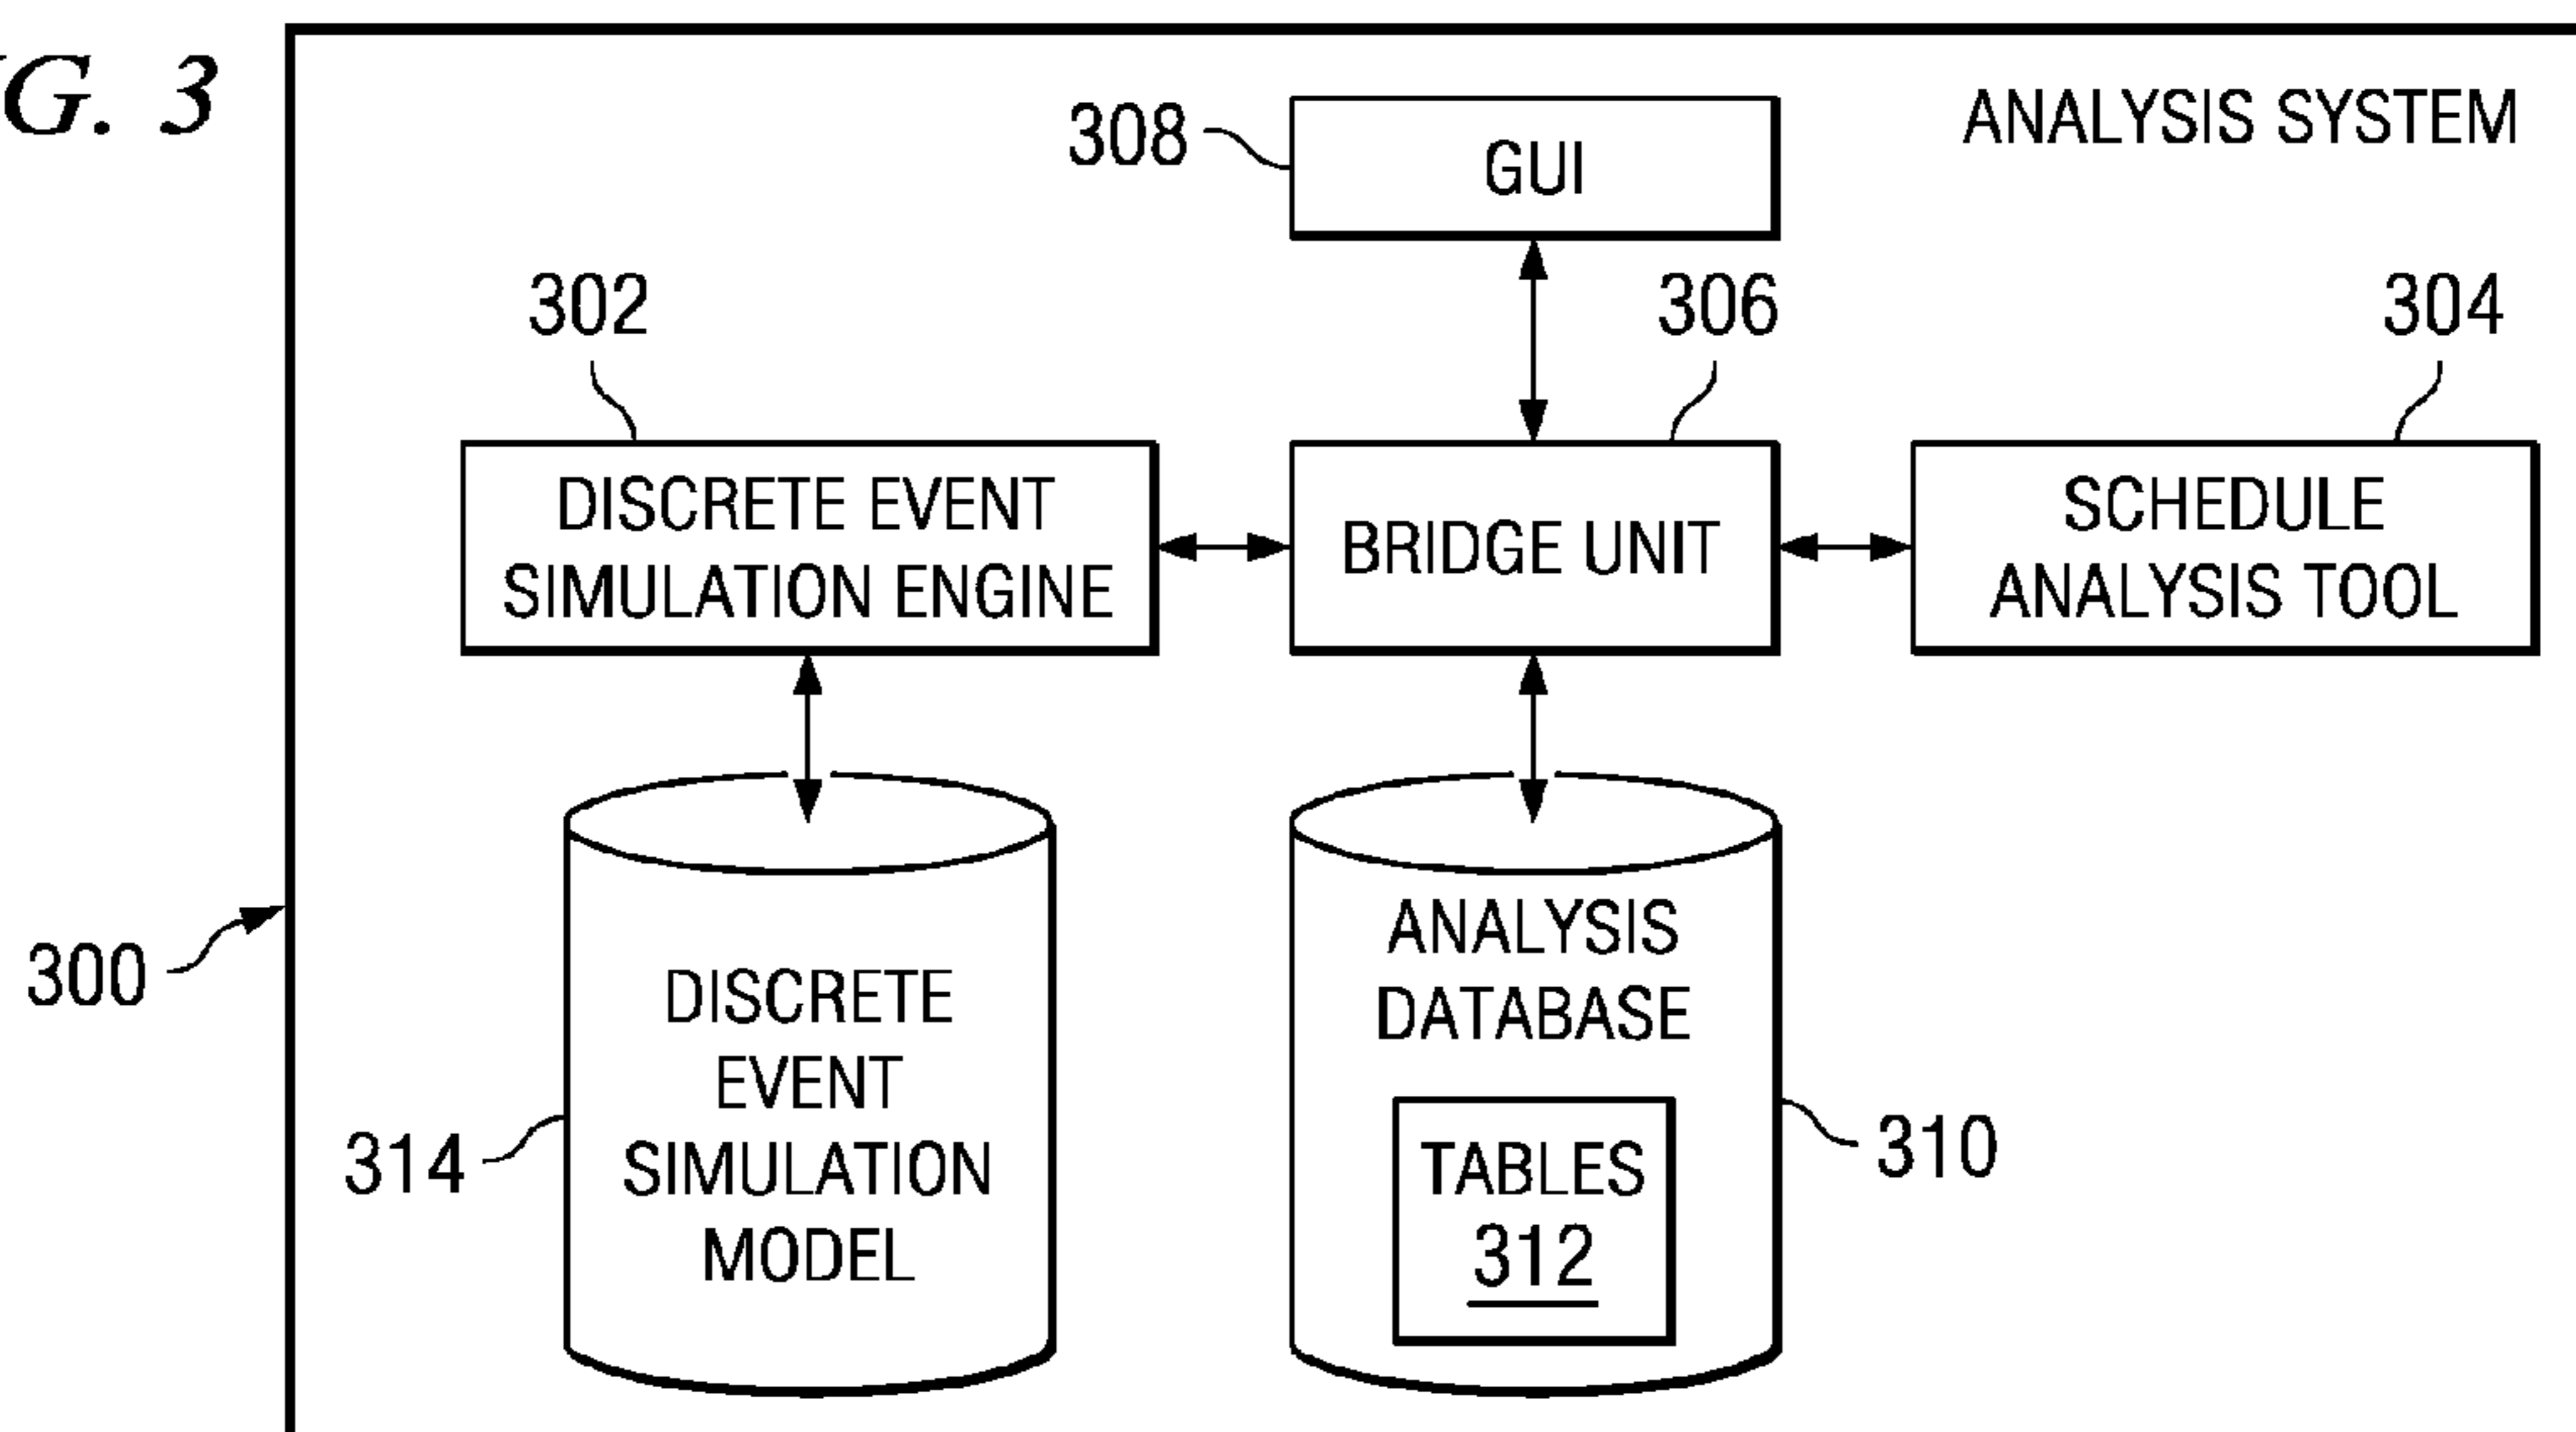 G. 3
ANALYSIS SYSTEM
308
GUI
302
306
304
DISCRETE EVENT
SIMULATION ENGINE
BRIDGE UNIT
SCHEDULE
ANALYSIS TOOL
300
314
DISCRETE
EVENT
SIMULATION
MODEL
ANALYSIS
DATABASE
TABLES
312
310